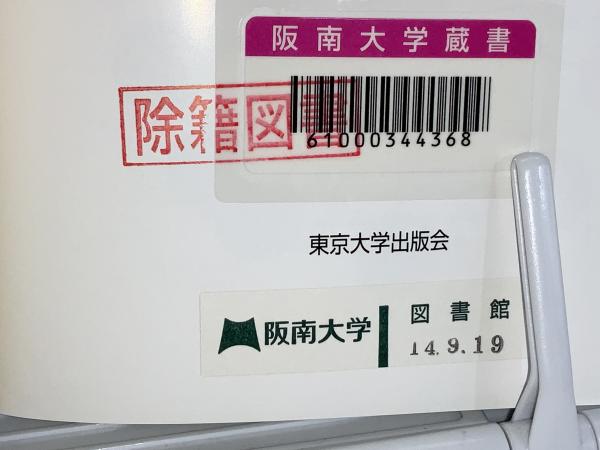 阪南大学蔵書
除籍図書
61000344368
東京大学出版会
阪南大学
図書館
14.9.19